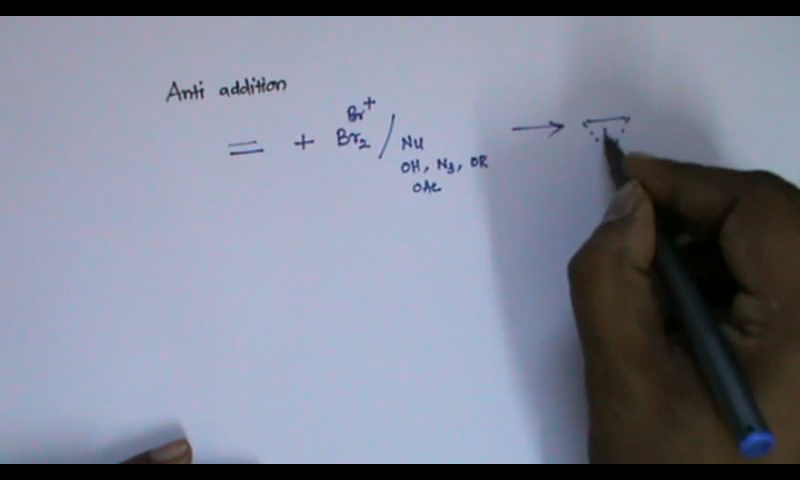 Anti addition
Br+
= + Br2 / Nu →
OH, N3, OR
OAc